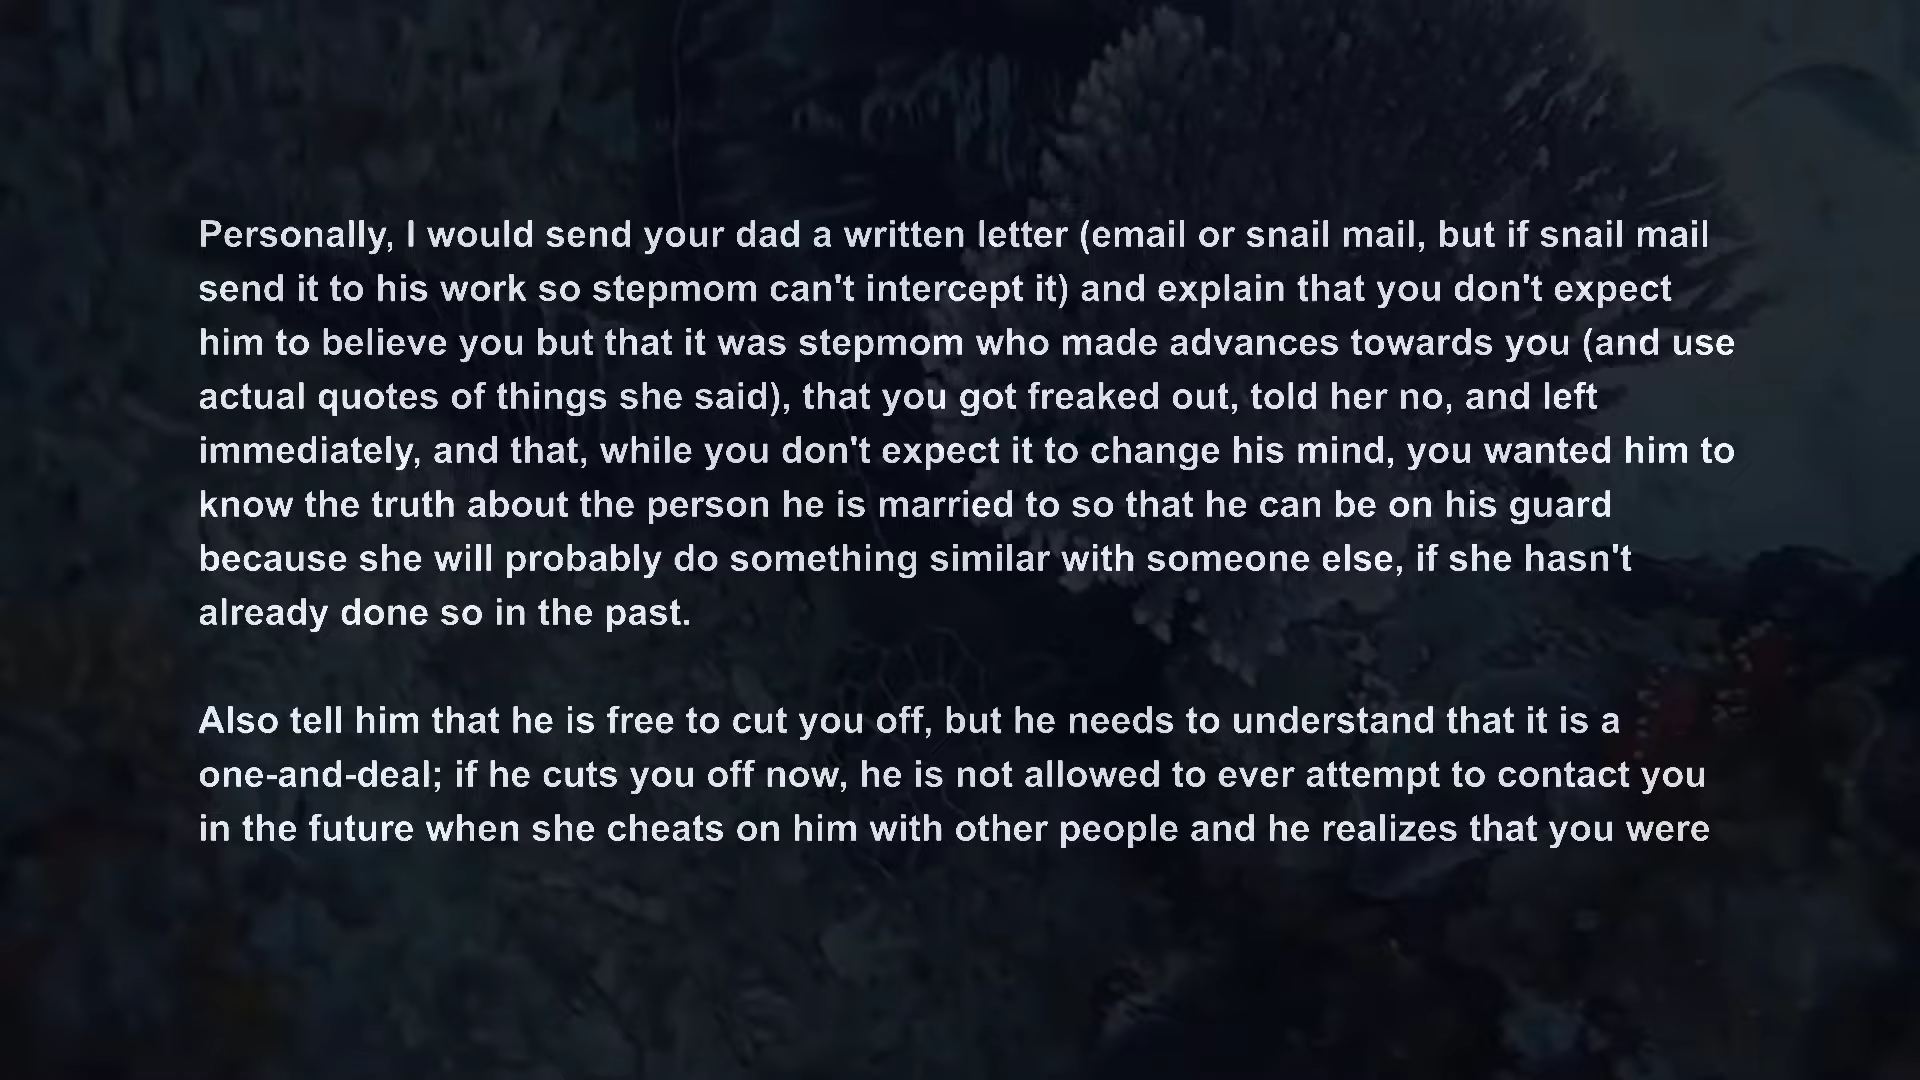 Personally, I would send your dad a written letter (email or snail mail, but if snail mail
send it to his work so stepmom can't intercept it) and explain that you don't expect
him to believe you but that it was stepmom who made advances towards you (and use
actual quotes of things she said), that you got freaked out, told her no, and left
immediately, and that, while you don't expect it to change his mind, you wanted him to
know the truth about the person he is married to so that he can be on his guard
because she will probably do something similar with someone else, if she hasn't
already done so in the past.
Also tell him that he is free to cut you off, but he needs to understand that it is a
one-and-deal; if he cuts you off now, he is not allowed to ever attempt to contact you
in the future when she cheats on him with other people and he realizes that you were